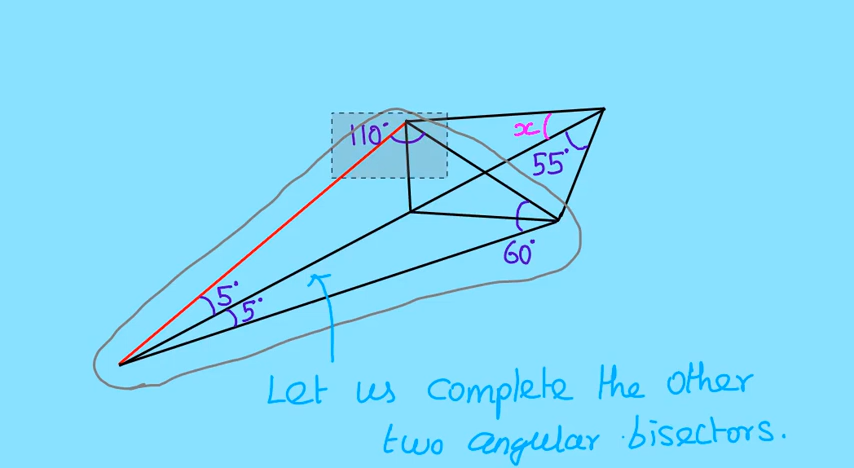 110°
x
55°
60°
5°
5°
Let us complete the other
two angular bisectors.